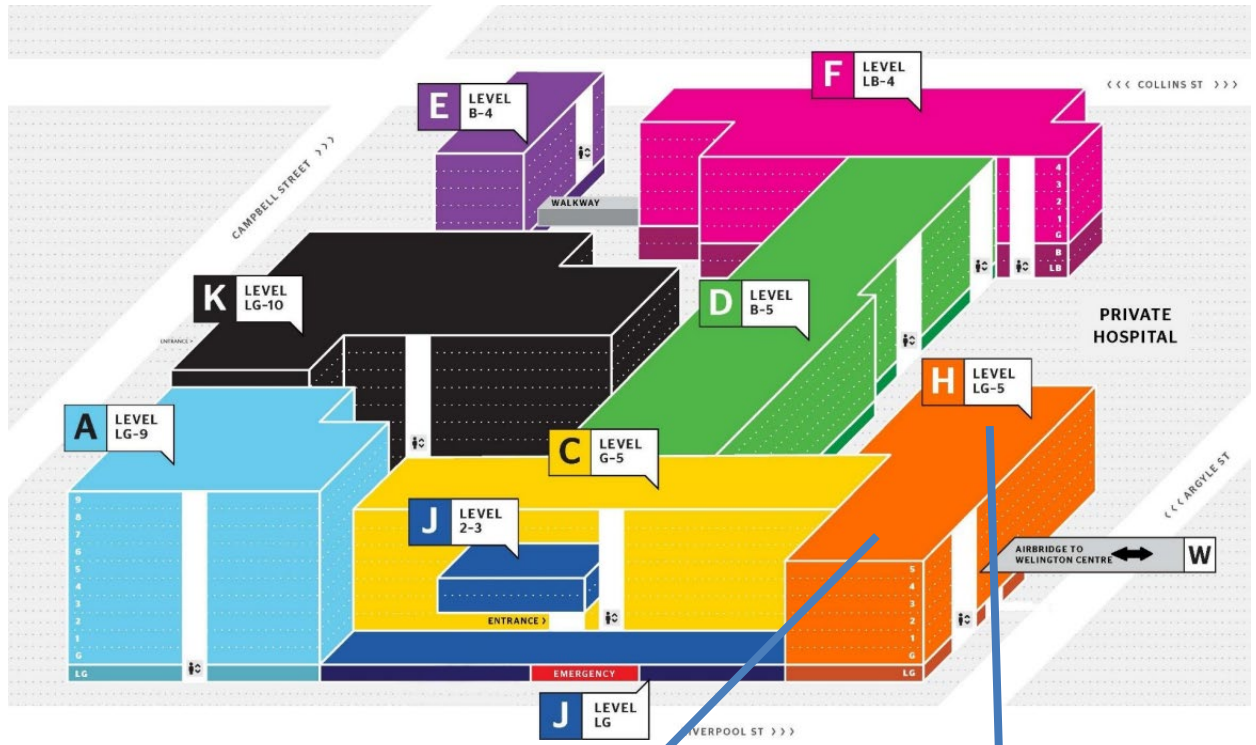 F LEVEL
LB-4
<<< COLLINS ST >>>
E LEVEL
B-4
CAMPBELL STREET >>>
WALKWAY
4
3
2
1
G
B
LB
K LEVEL
LG-10
D LEVEL
B-5
PRIVATE
HOSPITAL
ENTRANCE >
H LEVEL
LG-5
A LEVEL
LG-9
C LEVEL
G-5
<<< ARGYLE ST
J LEVEL
2-3
9
8
7
6
5
4
3
2
1
G
LG
AIRBRIDGE TO
WELINGTON CENTRE
W
5
4
3
2
1
G
LG
ENTRANCE >
EMERGENCY
J LEVEL
LG
IVERPOOL ST >>>